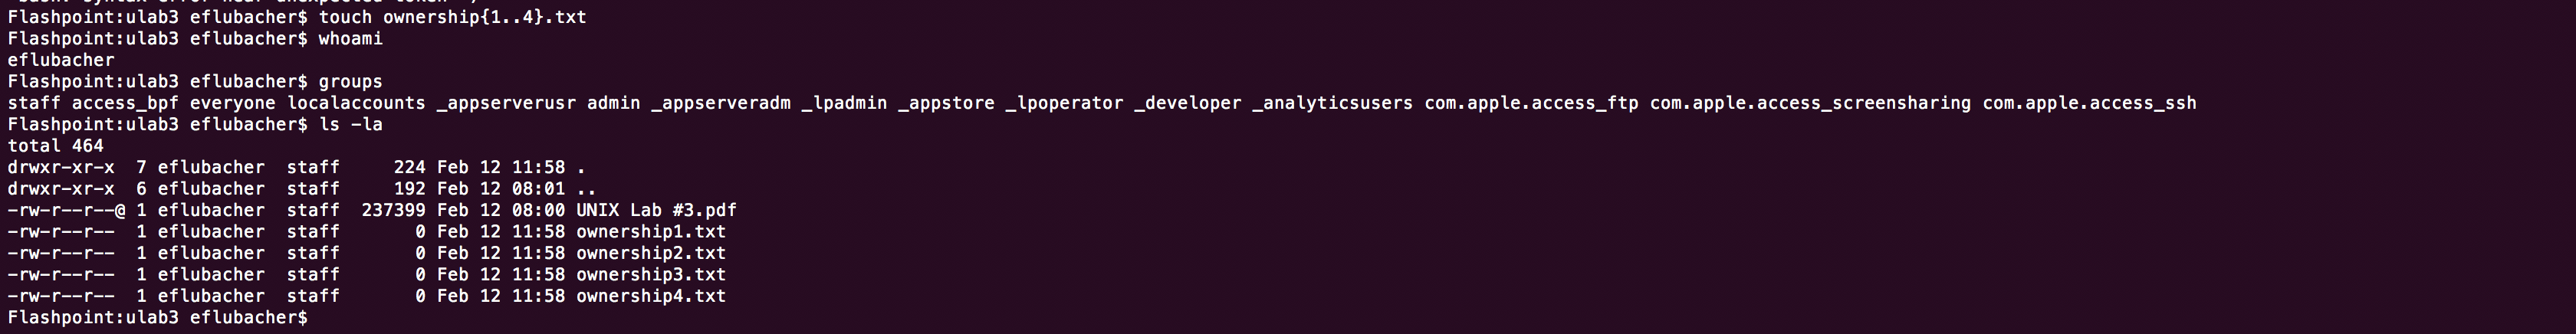 Flashpoint:ulab3 eflubacher$ touch ownership{1..4}.txt
Flashpoint:ulab3 eflubacher$ whoami
eflubacher
Flashpoint:ulab3 eflubacher$ groups
staff access_bpf everyone localaccounts _appserverusr admin _appserveradm _lpadmin _appstore _lpoperator _developer _analyticsusers com.apple.access_ftp com.apple.access_screensharing com.apple.access_ssh
Flashpoint:ulab3 eflubacher$ ls -la
total 464
drwxr-xr-x  7 eflubacher  staff     224 Feb 12 11:58 .
drwxr-xr-x  6 eflubacher  staff     192 Feb 12 08:01 ..
-rw-r--r--@ 1 eflubacher  staff  237399 Feb 12 08:00 UNIX Lab #3.pdf
-rw-r--r--  1 eflubacher  staff       0 Feb 12 11:58 ownership1.txt
-rw-r--r--  1 eflubacher  staff       0 Feb 12 11:58 ownership2.txt
-rw-r--r--  1 eflubacher  staff       0 Feb 12 11:58 ownership3.txt
-rw-r--r--  1 eflubacher  staff       0 Feb 12 11:58 ownership4.txt
Flashpoint:ulab3 eflubacher$